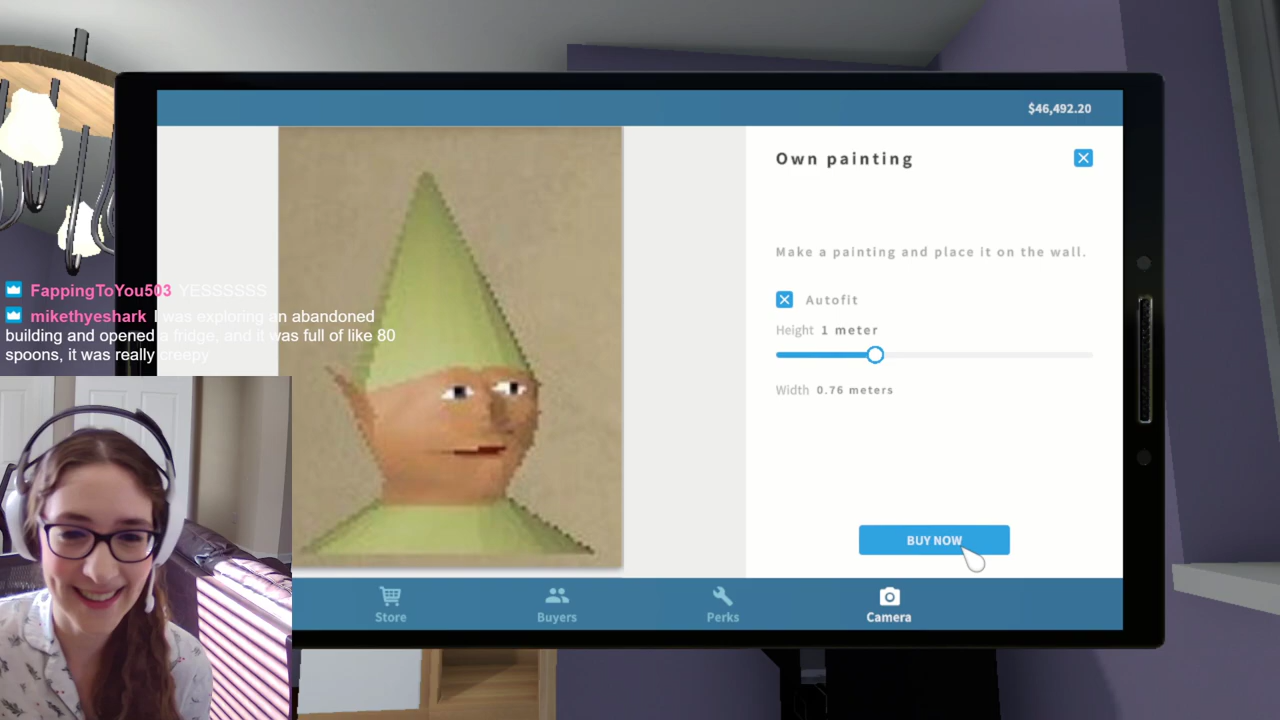 $46,492.20
Own painting
Make a painting and place it on the wall.
Autofit
Height 1 meter
Width 0.76 meters
BUY NOW
FappingToYou503 YESSSSSS
mikethyeshark I was exploring an abandoned
building and opened a fridge, and it was full of like 80
spoons, it was really creepy
Store
Buyers
Perks
Camera